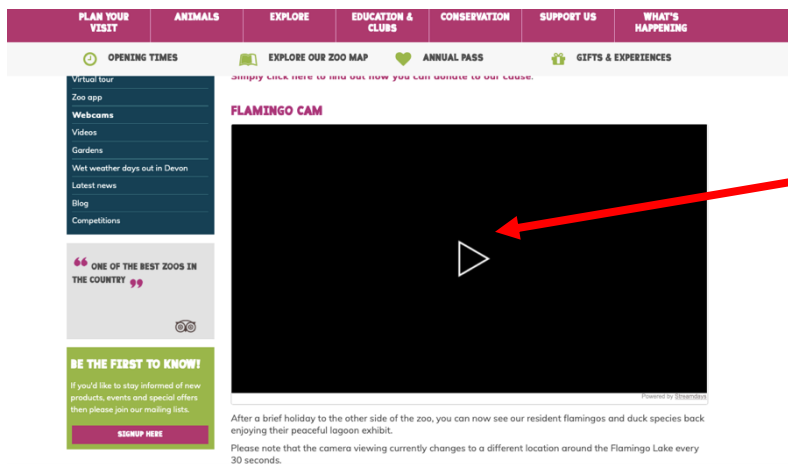 PLAN YOUR
VISIT
ANIMALS
EXPLORE
EDUCATION &
CLUBS
CONSERVATION
SUPPORT US
WHAT'S
HAPPENING
OPENING TIMES
EXPLORE OUR ZOO MAP
ANNUAL PASS
GIFTS & EXPERIENCES
Virtual tour
Zoo app
Webcams
Videos
Gardens
Wet weather days out in Devon
Latest news
Blog
Competitions
❝ ONE OF THE BEST ZOOS IN
THE COUNTRY ❞
BE THE FIRST TO KNOW!
If you'd like to stay informed of new
products, events and special offers
then please join our mailing lists.
SIGNUP HERE
Simply click here to find out how you can donate to our cause.
FLAMINGO CAM
Powered by Streamdays
After a brief holiday to the other side of the zoo, you can now see our resident flamingos and duck species back
enjoying their peaceful lagoon exhibit.
Please note that the camera viewing currently changes to a different location around the Flamingo Lake every
30 seconds.